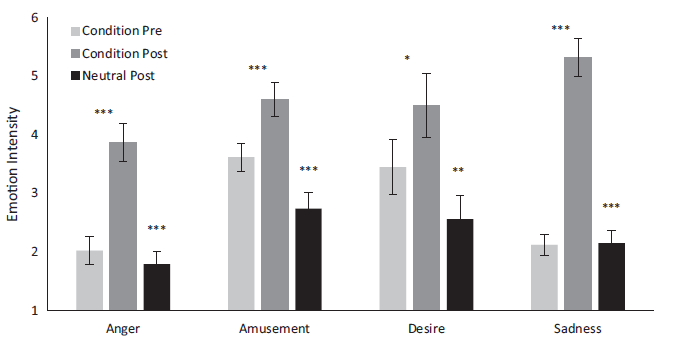 6
Condition Pre
Condition Post
Neutral Post
5
4
3
2
1
Emotion Intensity
***
***
***
***
*
**
***
***
Anger
Amusement
Desire
Sadness